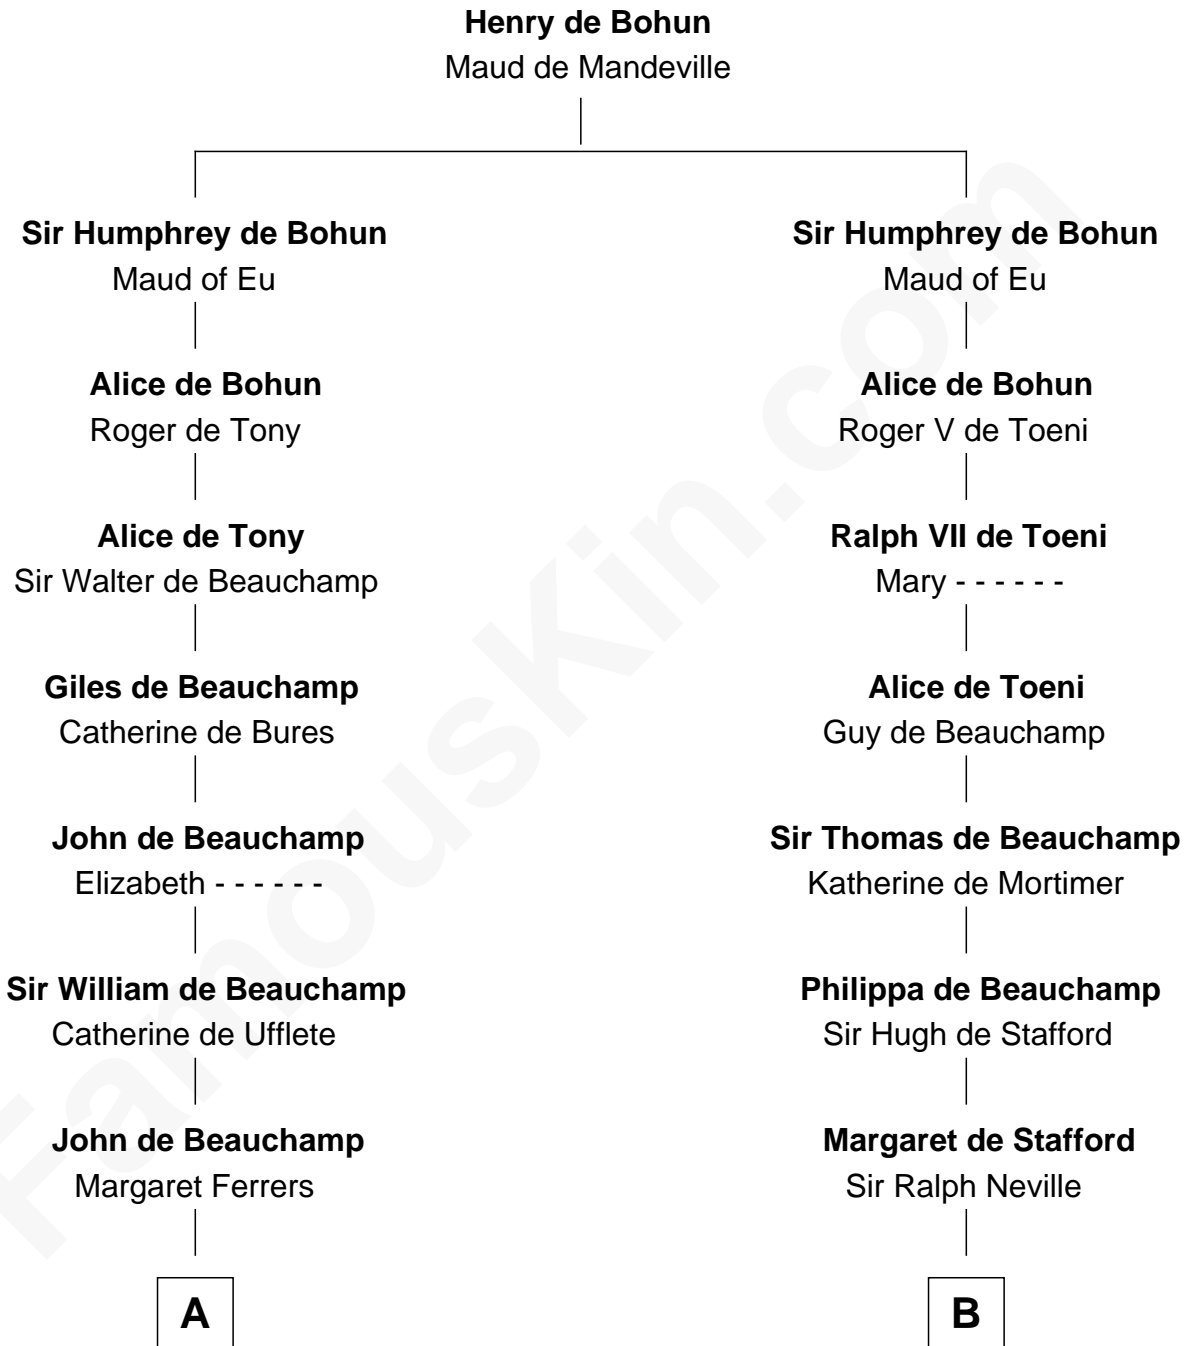 Henry de Bohun
Maud de Mandeville
Sir Humphrey de Bohun
Maud of Eu
Alice de Bohun
Roger de Tony
Alice de Tony
Sir Walter de Beauchamp
Giles de Beauchamp
Catherine de Bures
John de Beauchamp
Elizabeth - - - - - -
Sir William de Beauchamp
Catherine de Ufflete
John de Beauchamp
Margaret Ferrers
A
Sir Humphrey de Bohun
Maud of Eu
Alice de Bohun
Roger V de Toeni
Ralph VII de Toeni
Mary - - - - - -
Alice de Toeni
Guy de Beauchamp
Sir Thomas de Beauchamp
Katherine de Mortimer
Philippa de Beauchamp
Sir Hugh de Stafford
Margaret de Stafford
Sir Ralph Neville
B
FamousKin.com